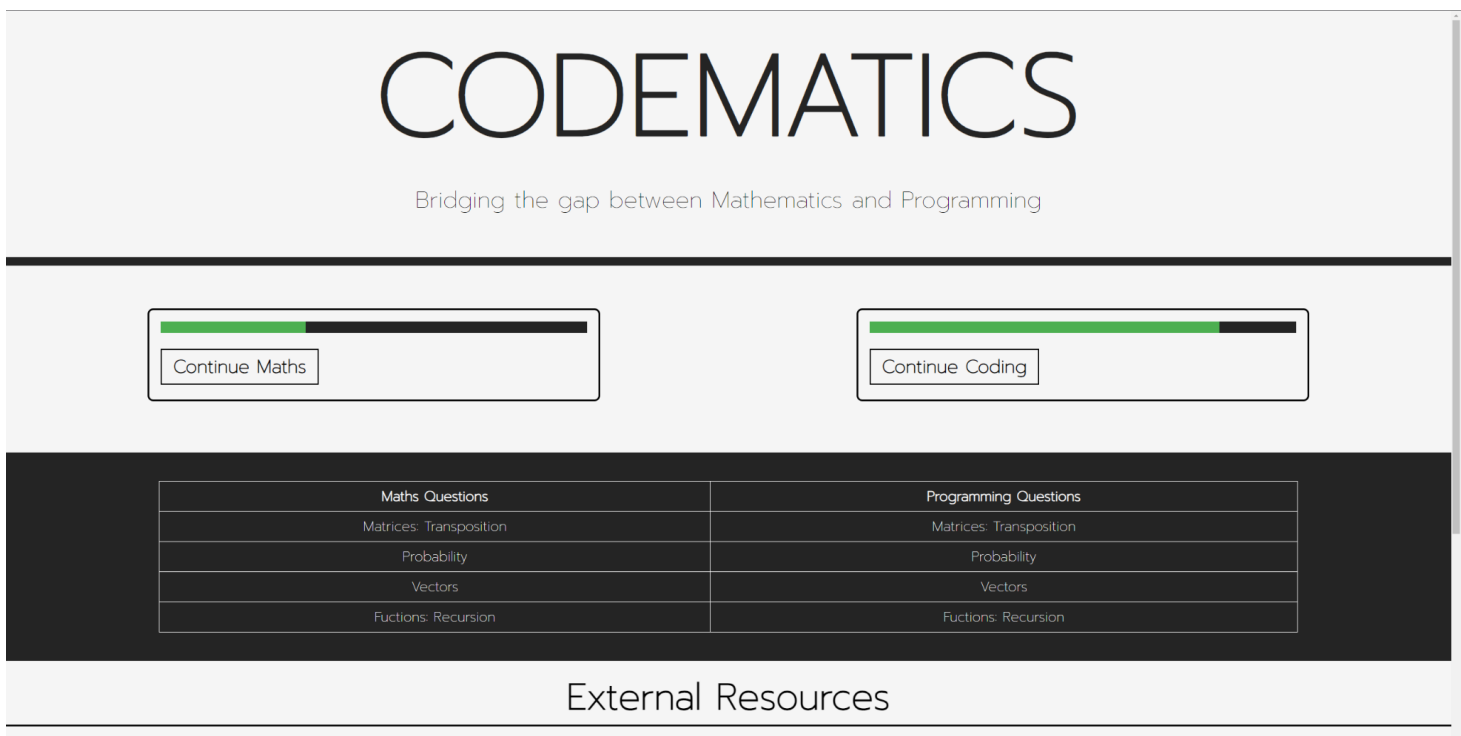 CODEMATICS
Bridging the gap between Mathematics and Programming
Continue Maths
Continue Coding
Maths Questions Programming Questions
Matrices: Transposition Matrices: Transposition
Probability Probability
Vectors Vectors
Fuctions: Recursion Fuctions: Recursion
External Resources